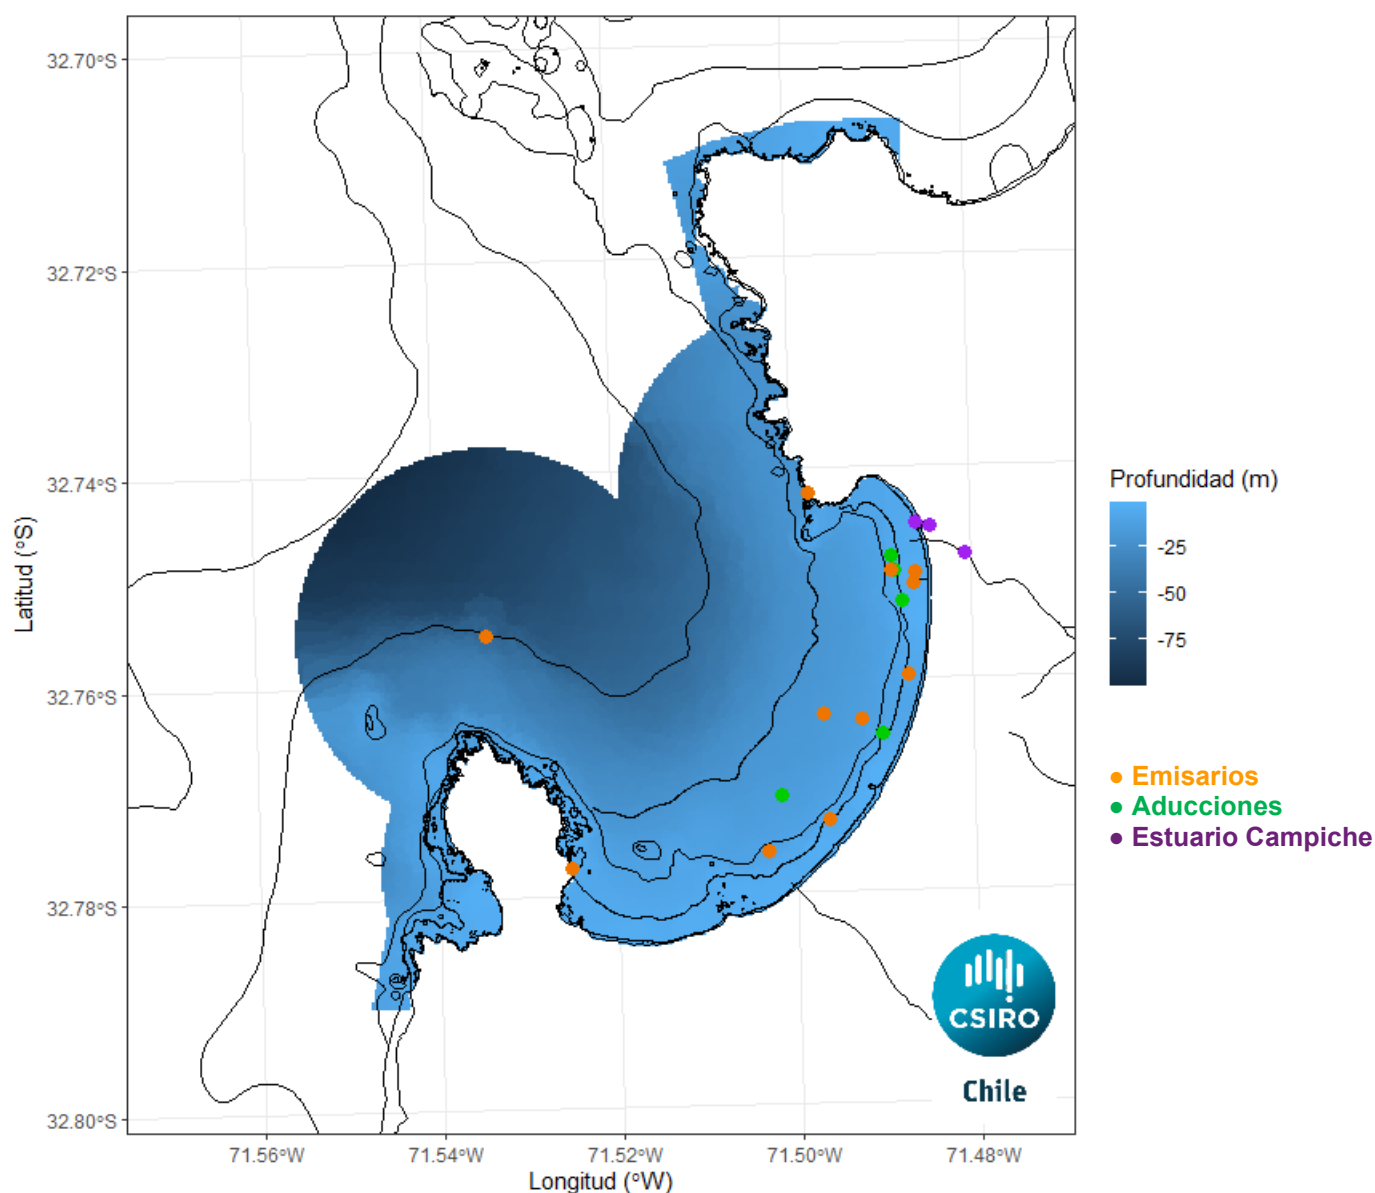 32.70°S
32.72°S
32.74°S
32.76°S
32.78°S
32.80°S
Latitud (°S)
71.56°W
71.54°W
71.52°W
71.50°W
71.48°W
Longitud (°W)
Profundidad (m)
-25
-50
-75
Emisarios
Aducciones
Estuario Campiche
CSIRO
Chile